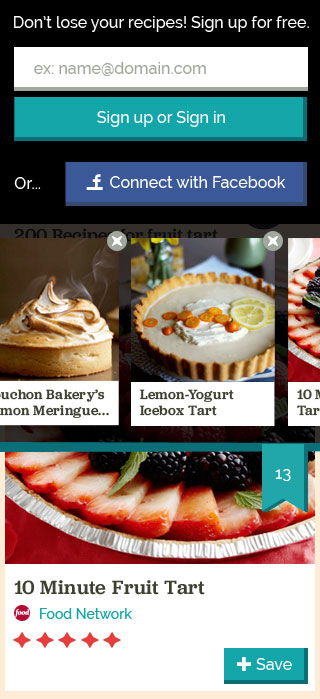 Don't lose your recipes! Sign up for free.
ex: name@domain.com
Sign up or Sign in
Or...
Connect with Facebook
200 Recipes for fruit tart
ouchon Bakery's
mon Meringue...
Lemon-Yogurt
Icebox Tart
10 M
Tar
13
10 Minute Fruit Tart
food
Food Network
Save